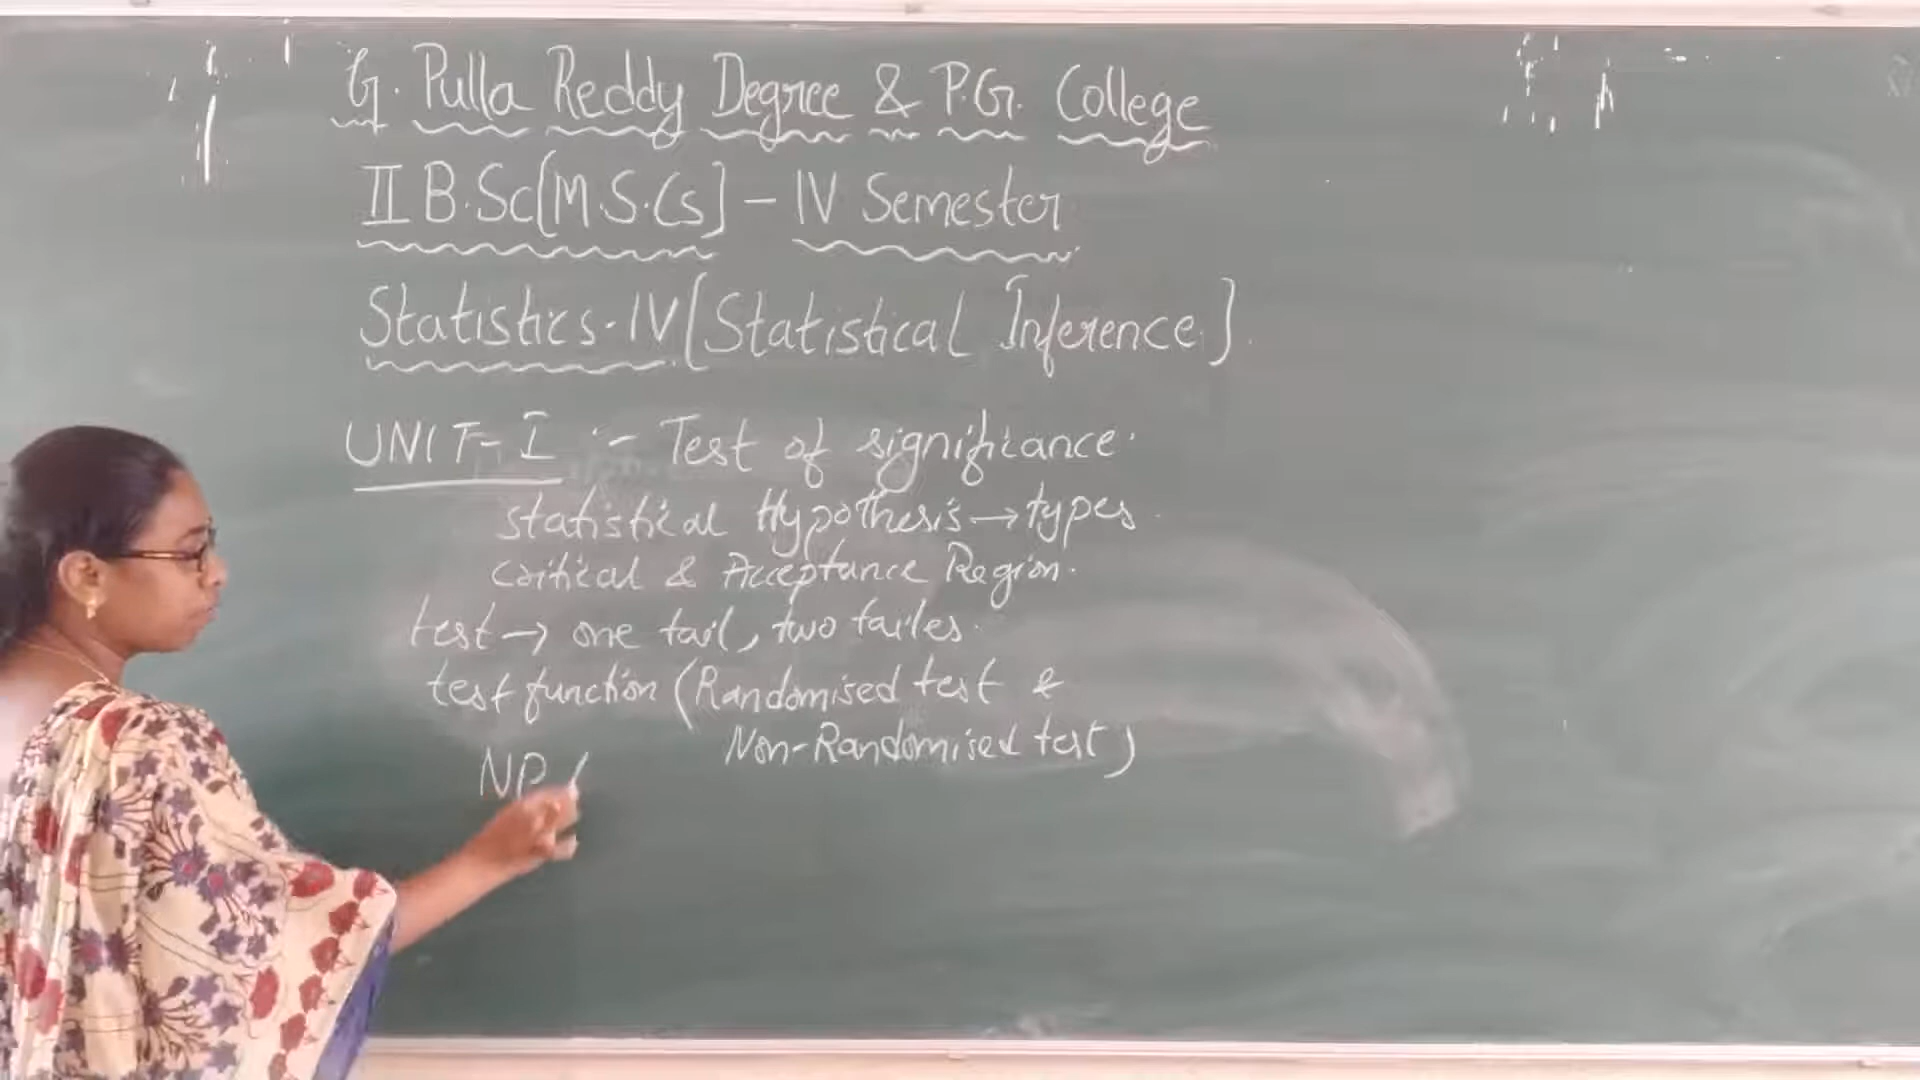 G. Pulla Reddy Degree & P.G. College
II B.Sc[M.S.Cs] - IV Semester
Statistics-IV [Statistical Inference]
UNIT-I :- Test of significance.
statistical Hypothesis → types.
critical & Acceptance Region.
test → one tail, two tailes.
test function (Randomised test &
Non-Randomised test)
NP